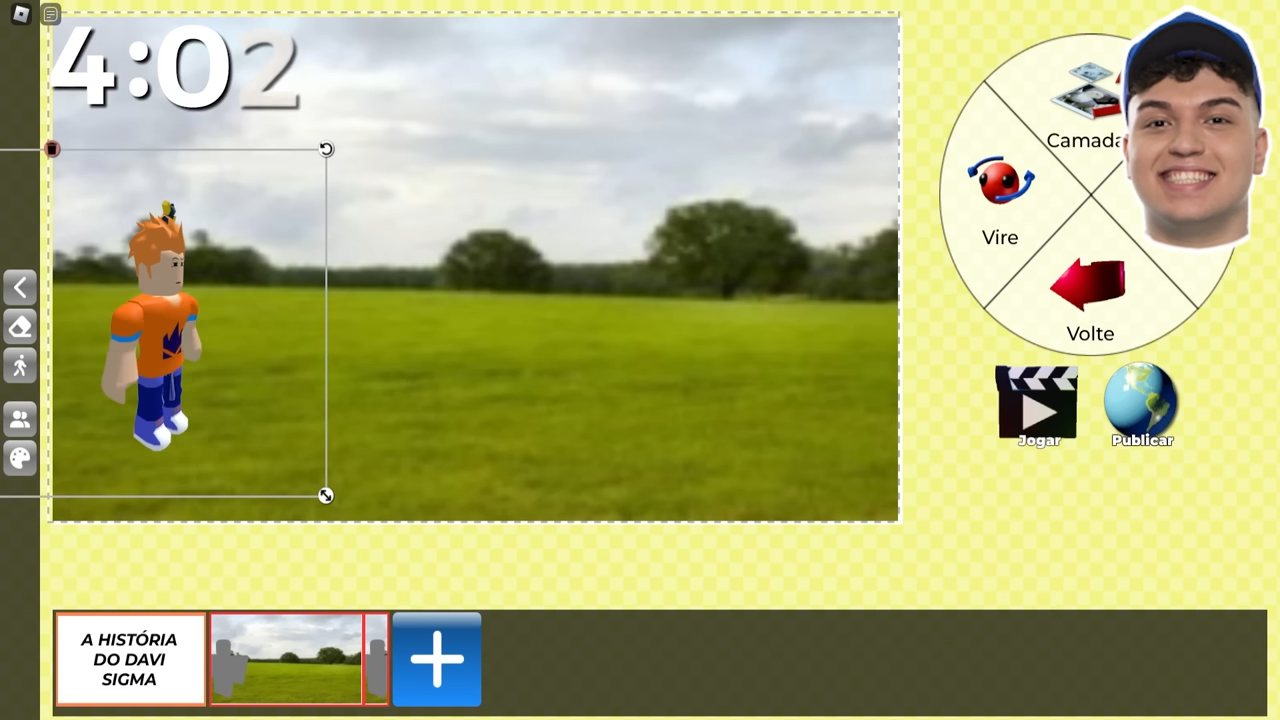 4:02
Camada
Vire
Volte
Jogar
Publicar
A HISTÓRIA
DO DAVI
SIGMA